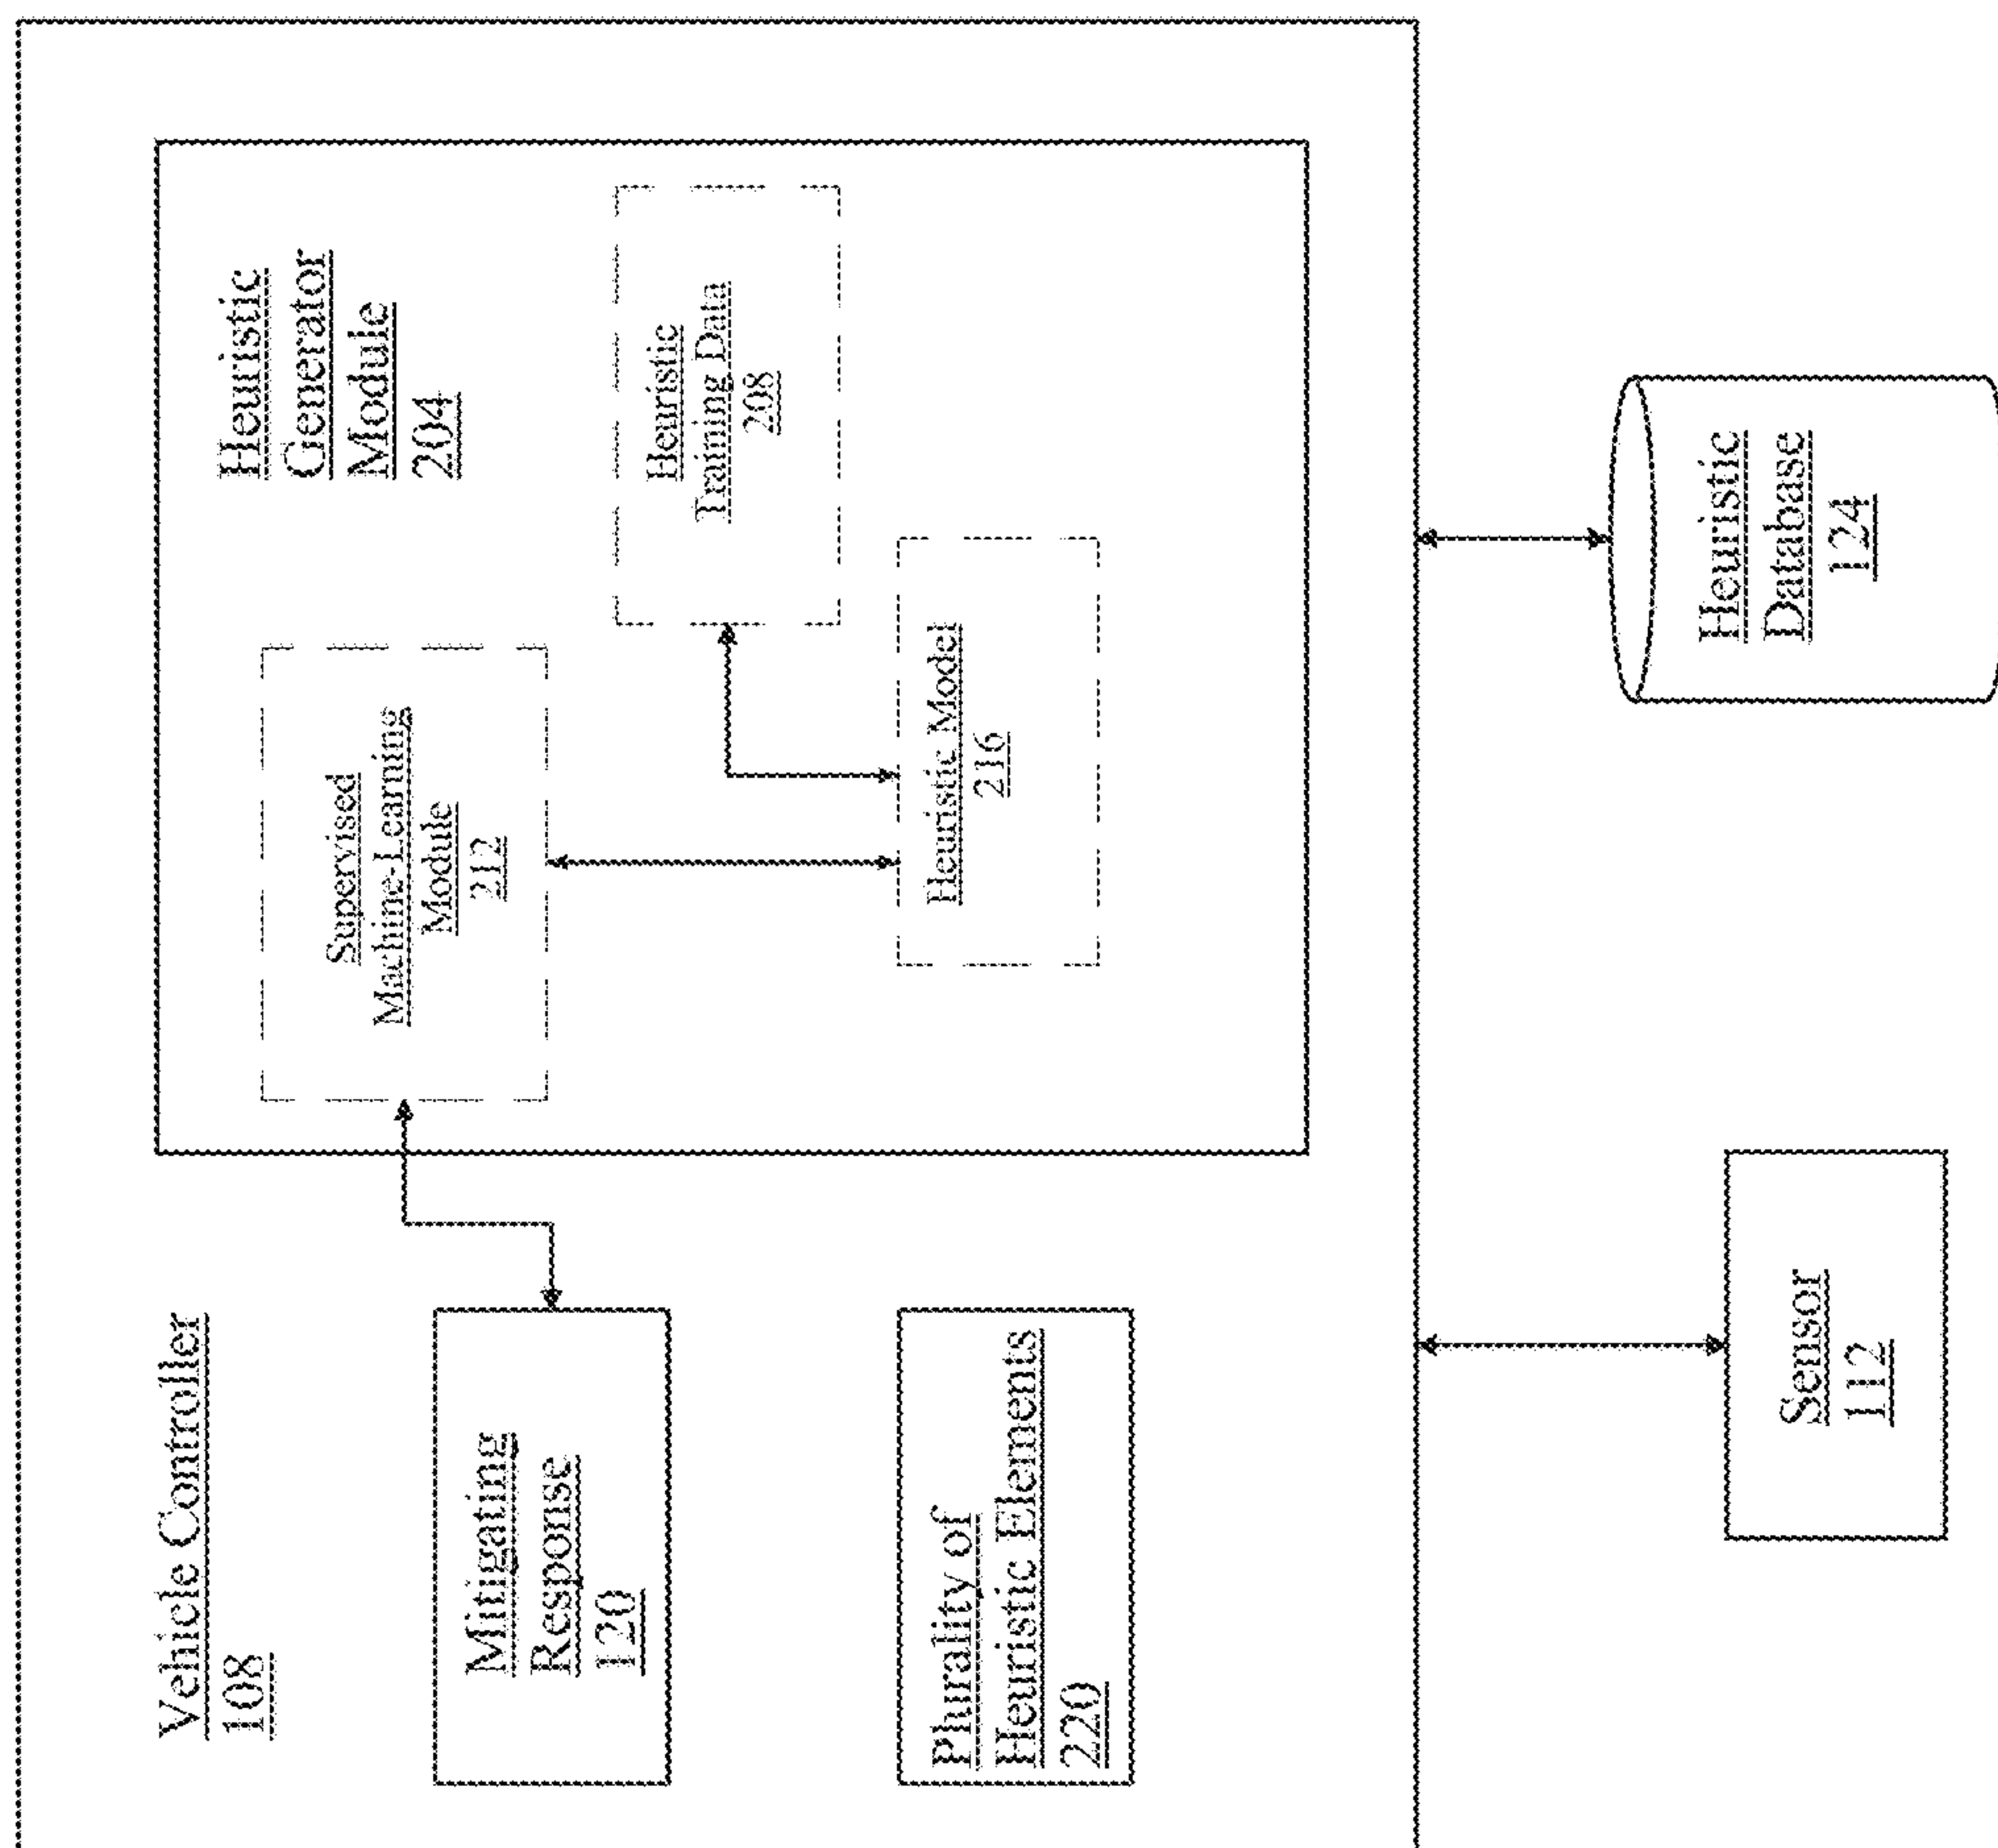 Vehicle Controller
108
Heuristic
Generator
Module
204
Supervised
Machine-Learning
Module
212
Heuristic
Training Data
208
Mitigating
Response
120
Heuristic Model
216
Plurality of
Heuristic Elements
220
Sensor
112
Heuristic
Database
124